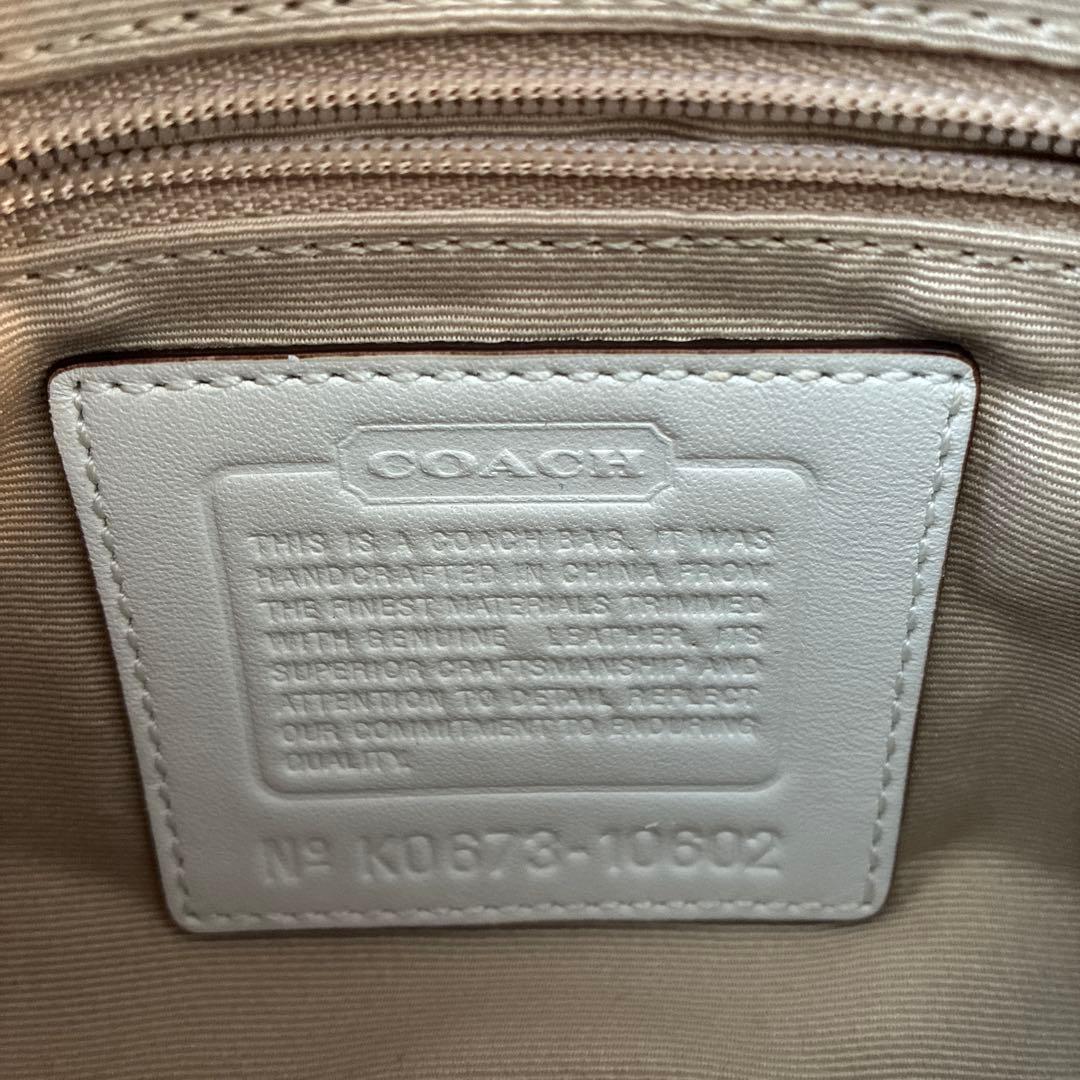 COACH
THIS IS A COACH BAG. IT WAS
HANDCRAFTED IN CHINA FROM
THE FINEST MATERIALS TRIMMED
WITH GENUINE LEATHER. ITS
SUPERIOR CRAFTSMANSHIP AND
ATTENTION TO DETAIL REFLECT
OUR COMMITMENT TO ENDURING
QUALITY.
Nº K0673-10602